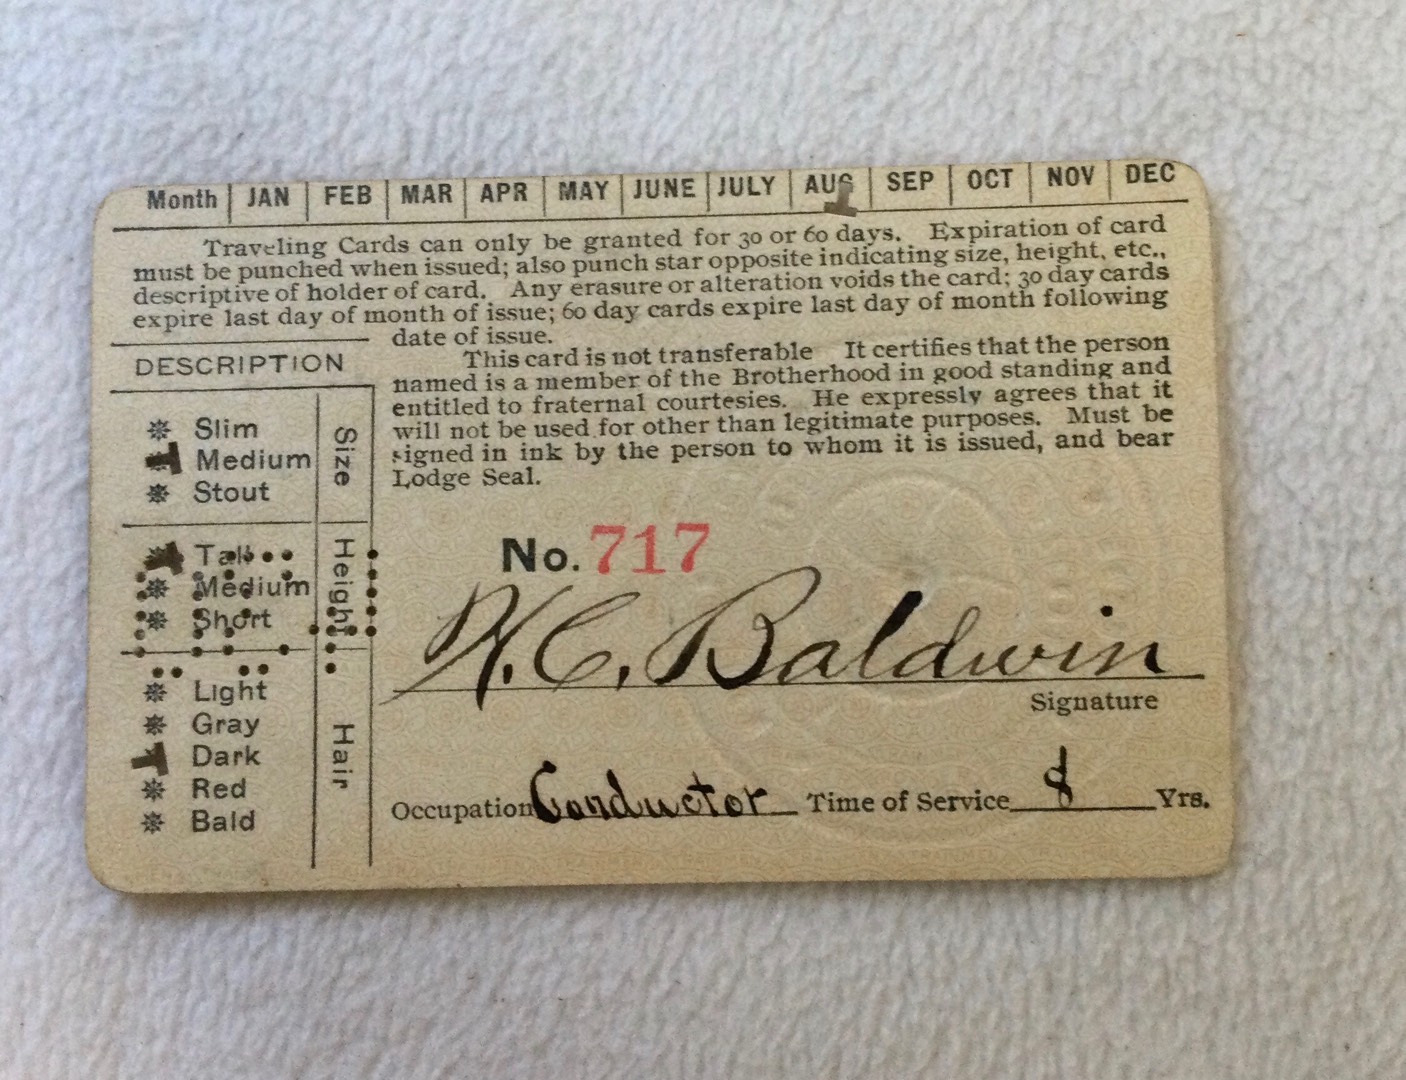 Month JAN FEB MAR APR MAY JUNE JULY AUG SEP OCT NOV DEC
Traveling Cards can only be granted for 30 or 60 days. Expiration of card
must be punched when issued; also punch star opposite indicating size, height, etc.,
descriptive of holder of card. Any erasure or alteration voids the card; 30 day cards
expire last day of month of issue; 60 day cards expire last day of month following
date of issue.
This card is not transferable It certifies that the person
named is a member of the Brotherhood in good standing and
entitled to fraternal courtesies. He expressly agrees that it
will not be used for other than legitimate purposes. Must be
signed in ink by the person to whom it is issued, and bear
Lodge Seal.
DESCRIPTION
Slim
Medium
Stout
Size
Tall
Medium
Short
Height
Light
Gray
Dark
Red
Bald
Hair
No. 717
C. Baldwin
Signature
Occupation Conductor Time of Service 8 Yrs.